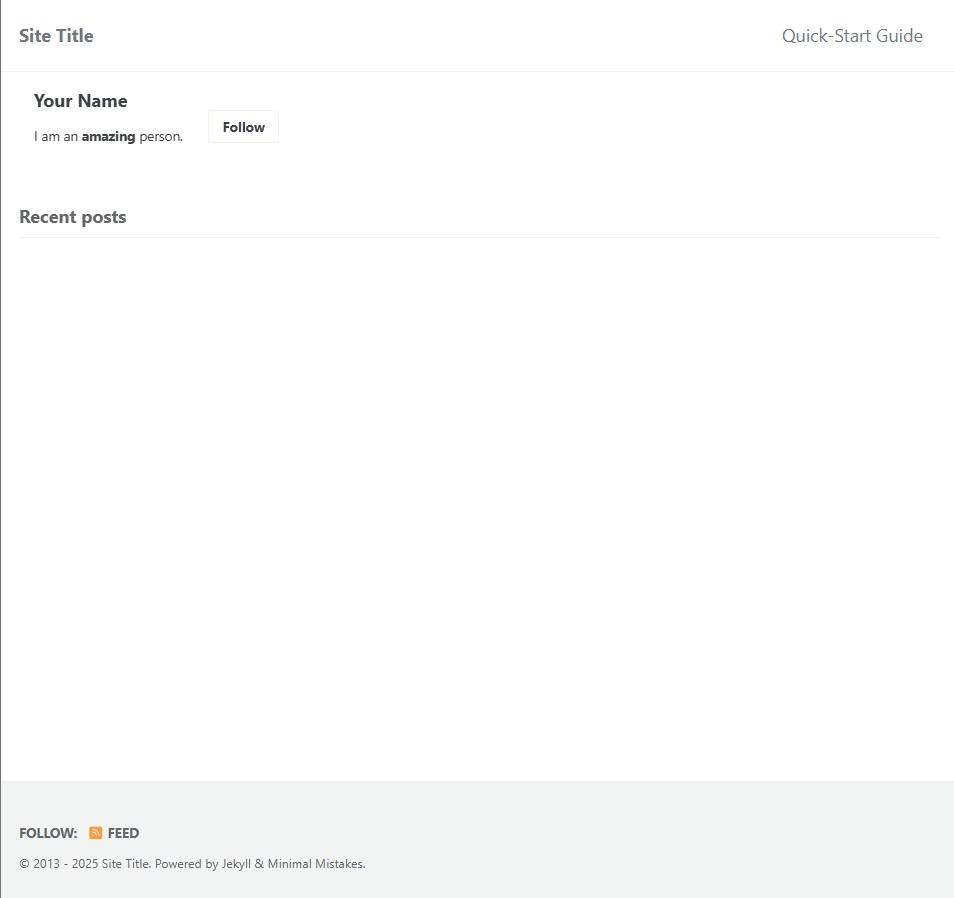 Site Title
Quick-Start Guide
Your Name
I am an amazing person.
Follow
Recent posts
FOLLOW: FEED
© 2013 - 2025 Site Title. Powered by Jekyll & Minimal Mistakes.